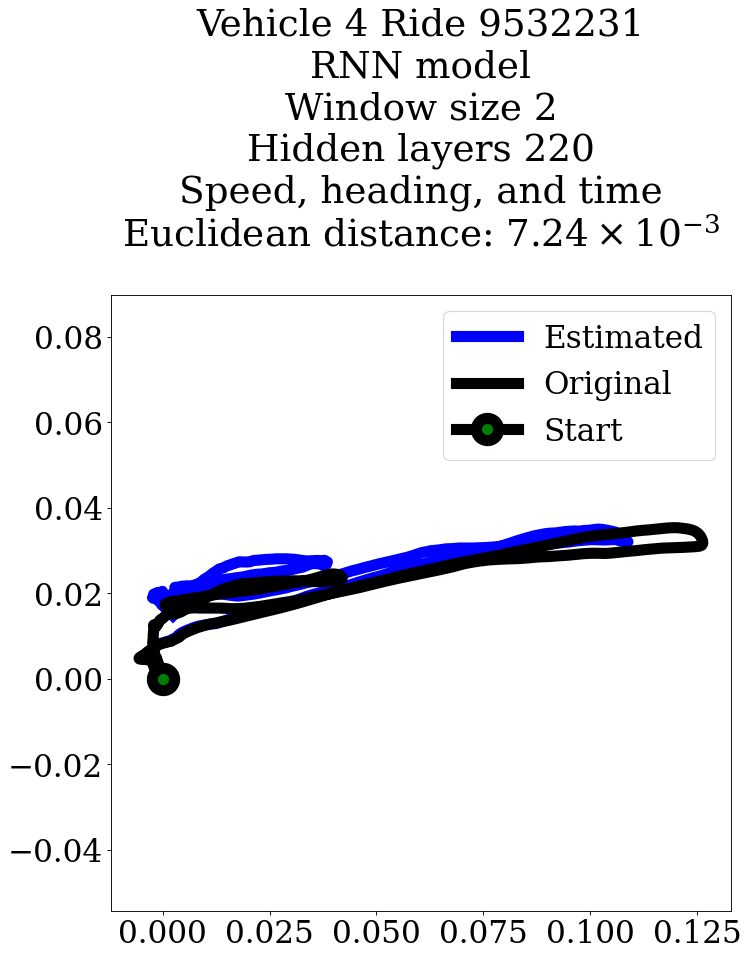 Vehicle 4 Ride 9532231
RNN model
Window size 2
Hidden layers 220
Speed, heading, and time
Euclidean distance: 7.24 × 10⁻³
Estimated
Original
Start
0.08
0.06
0.04
0.02
0.00
−0.02
−0.04
0.000 0.025 0.050 0.075 0.100 0.125